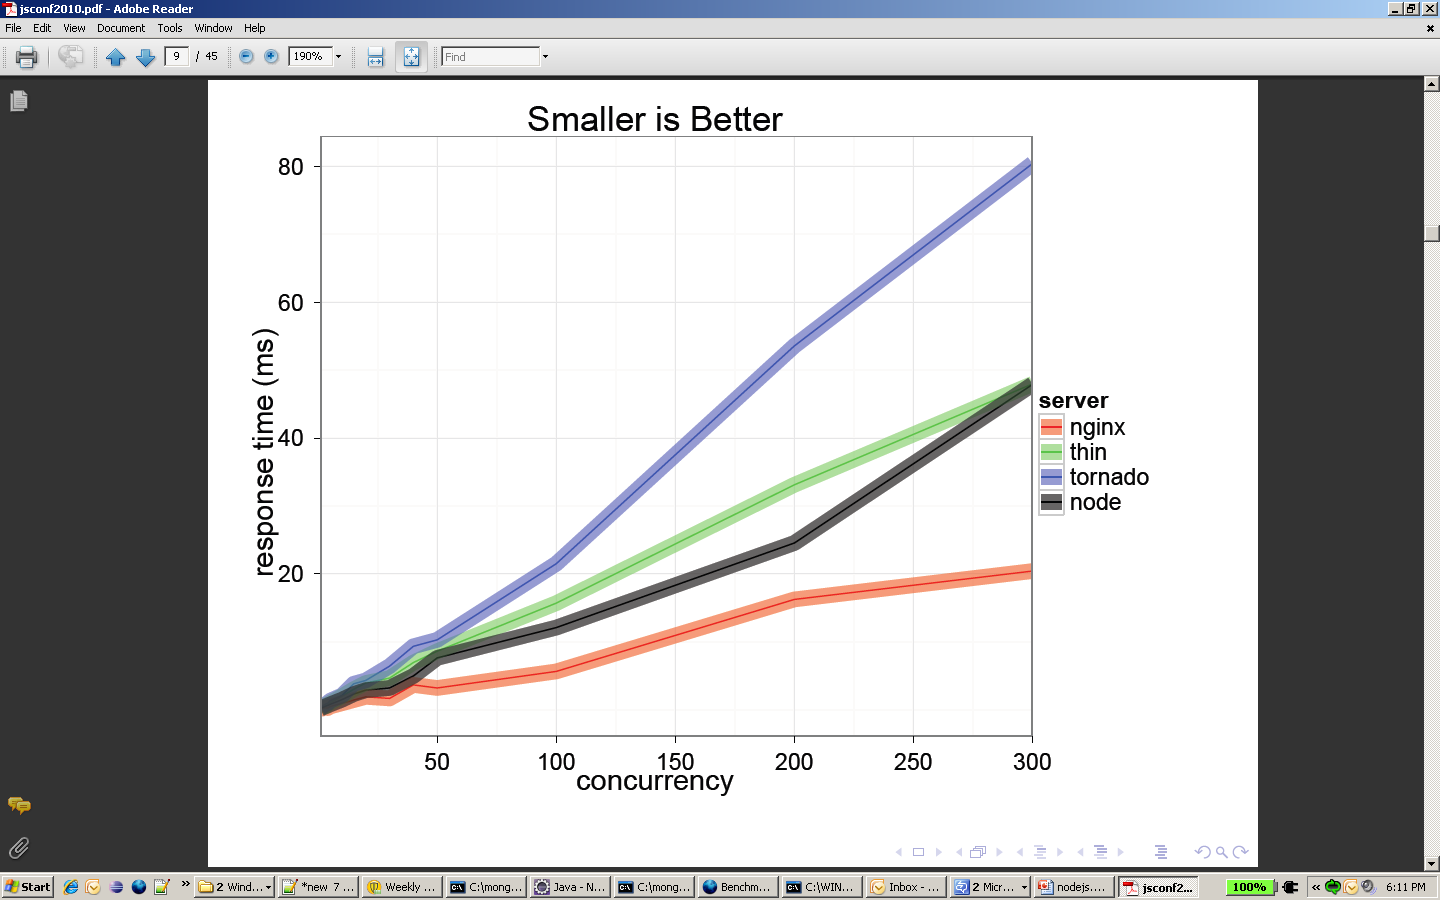 jsconf2010.pdf - Adobe Reader
File Edit View Document Tools Window Help
9 / 45 190% Find
Smaller is Better
80
60
40
20
response time (ms)
50 100 150 200 250 300
concurrency
server
nginx
thin
tornado
node
Start » 2 Wind... *new 7 ... Weekly ... C:\mong... Java - N... C:\mong... Benchm... C:\WIN... Inbox - ... 2 Micr... nodejs.... jsconf2... 100% « 6:11 PM